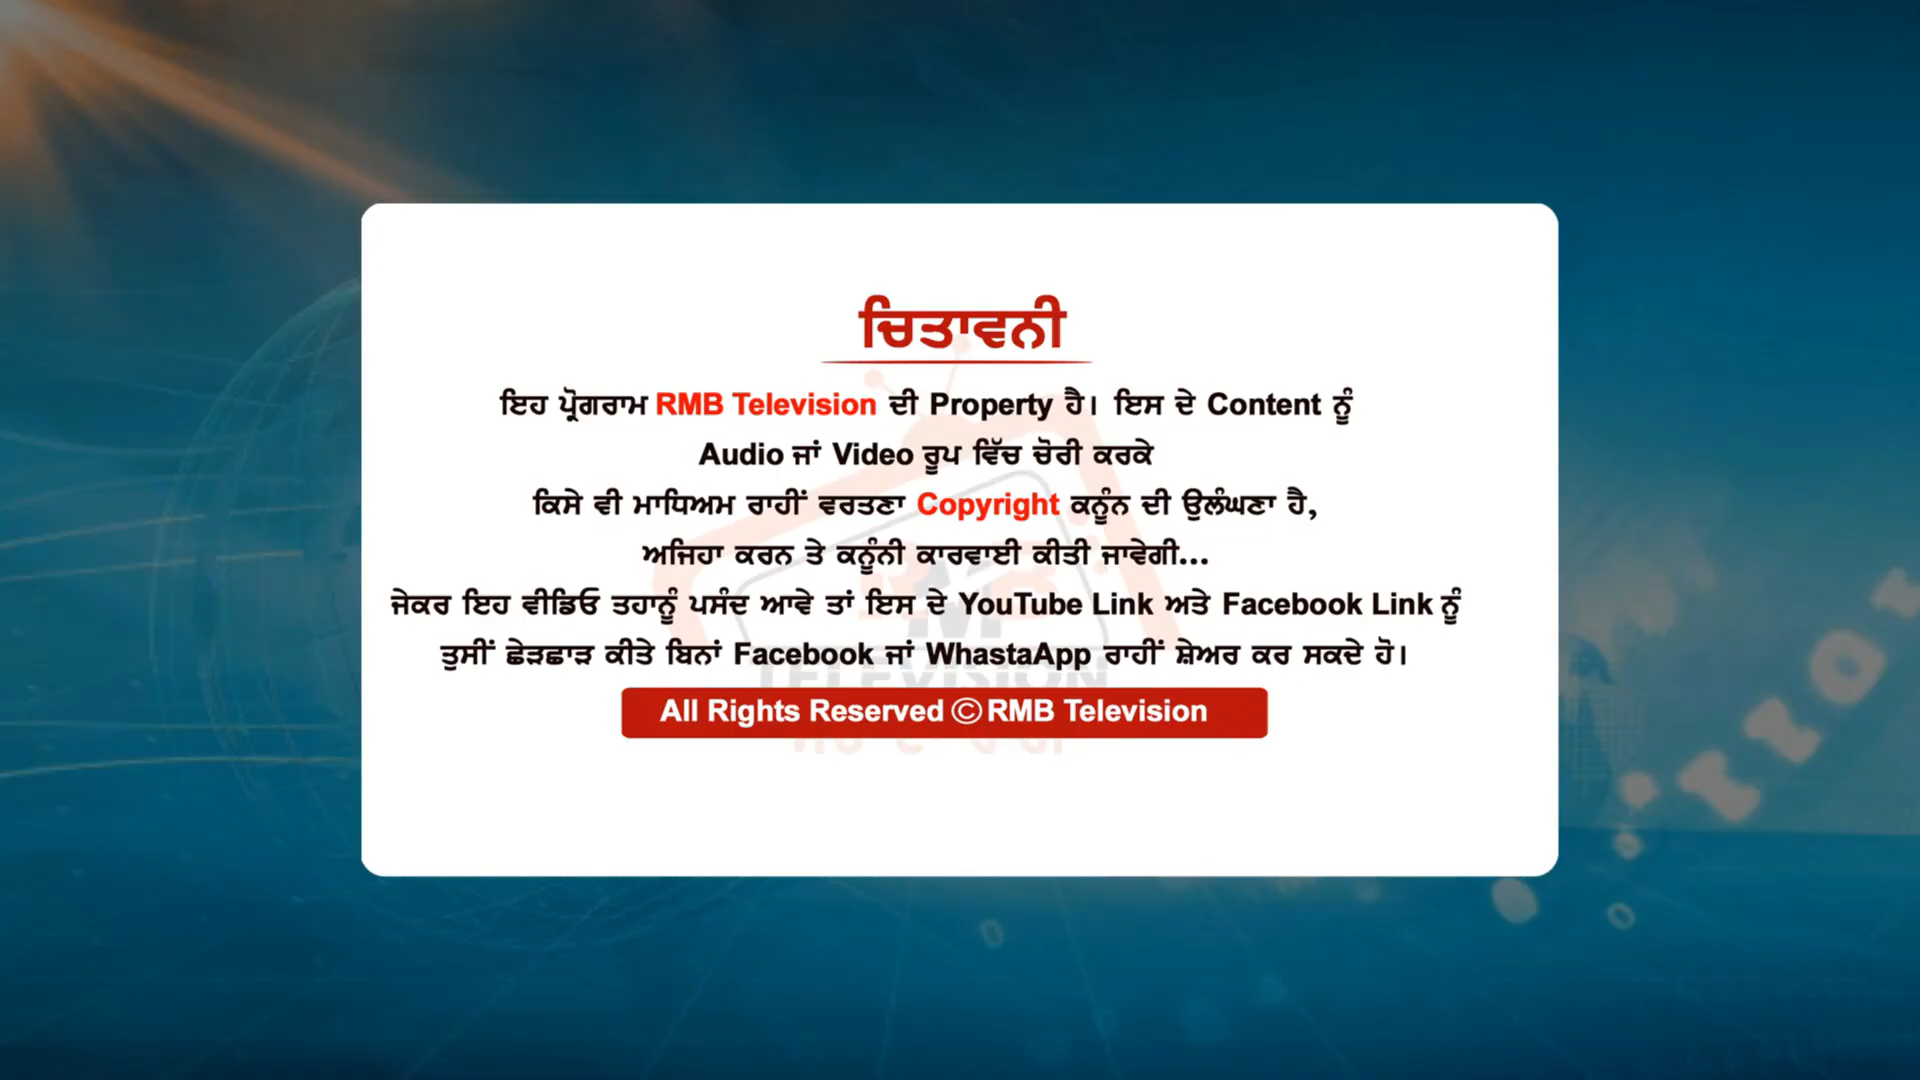 ਚਿਤਾਵਨੀ
ਇਹ ਪ੍ਰੋਗਰਾਮ RMB Television ਦੀ Property ਹੈ। ਇਸ ਦੇ Content ਨੂੰ
Audio ਜਾਂ Video ਰੂਪ ਵਿੱਚ ਚੋਰੀ ਕਰਕੇ
ਕਿਸੇ ਵੀ ਮਾਧਿਅਮ ਰਾਹੀਂ ਵਰਤਣਾ Copyright ਕਨੂੰਨ ਦੀ ਉਲੰਘਣਾ ਹੈ,
ਅਜਿਹਾ ਕਰਨ ਤੇ ਕਨੂੰਨੀ ਕਾਰਵਾਈ ਕੀਤੀ ਜਾਵੇਗੀ...
ਜੇਕਰ ਇਹ ਵੀਡਿਓ ਤਹਾਨੂੰ ਪਸੰਦ ਆਵੇ ਤਾਂ ਇਸ ਦੇ YouTube Link ਅਤੇ Facebook Link ਨੂੰ
ਤੁਸੀਂ ਛੇੜਛਾੜ ਕੀਤੇ ਬਿਨਾਂ Facebook ਜਾਂ WhastaApp ਰਾਹੀਂ ਸ਼ੇਅਰ ਕਰ ਸਕਦੇ ਹੋ।
TELEVISION
All Rights Reserved © RMB Television